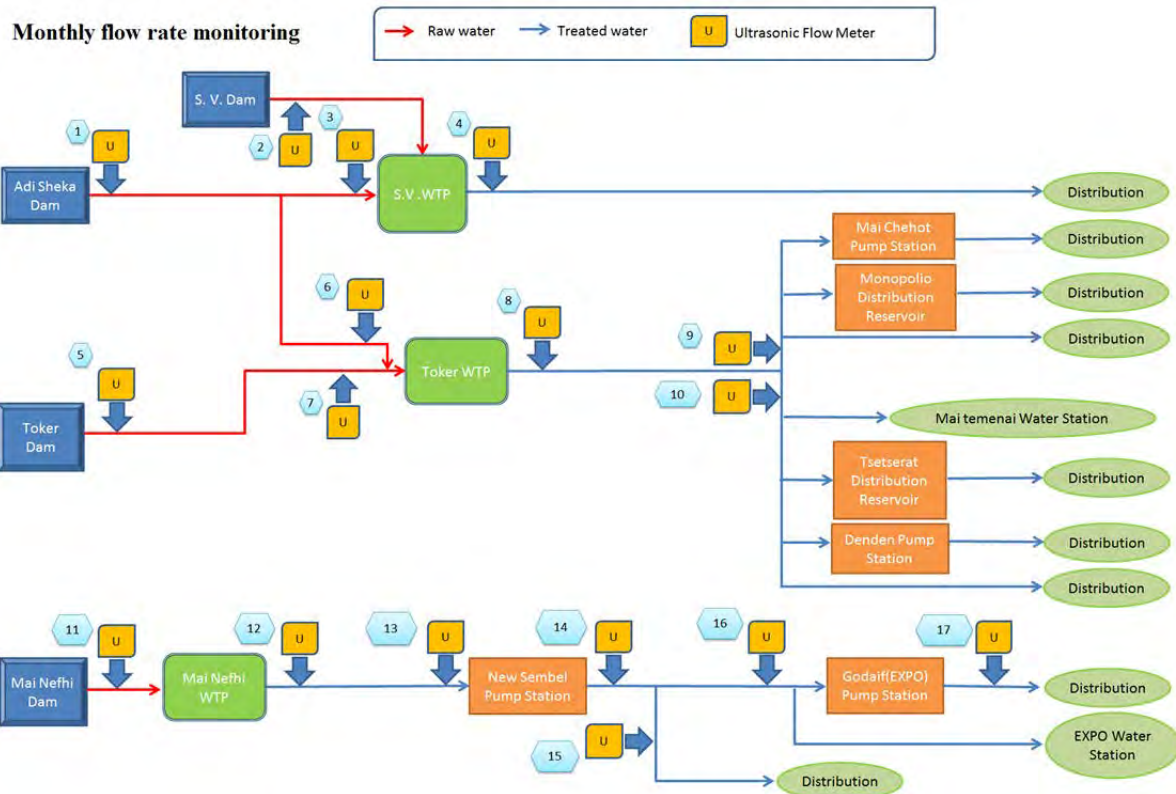 Monthly flow rate monitoring
Raw water
Treated water
U
Ultrasonic Flow Meter
S. V. Dam
1
U
2
U
3
U
4
U
Adi Sheka
Dam
S.V .WTP
Distribution
Mai Chehot
Pump Station
Distribution
Monopolio
Distribution
Reservoir
Distribution
6
U
8
U
9
U
Distribution
5
U
Toker WTP
7
U
10
U
Toker
Dam
Mai temenai Water Station
Tsetserat
Distribution
Reservoir
Distribution
Denden Pump
Station
Distribution
Distribution
11
U
12
U
13
U
14
U
16
U
17
U
Mai Nefhi
Dam
Mai Nefhi
WTP
New Sembel
Pump Station
Godaif(EXPO)
Pump Station
Distribution
15
U
EXPO Water
Station
Distribution